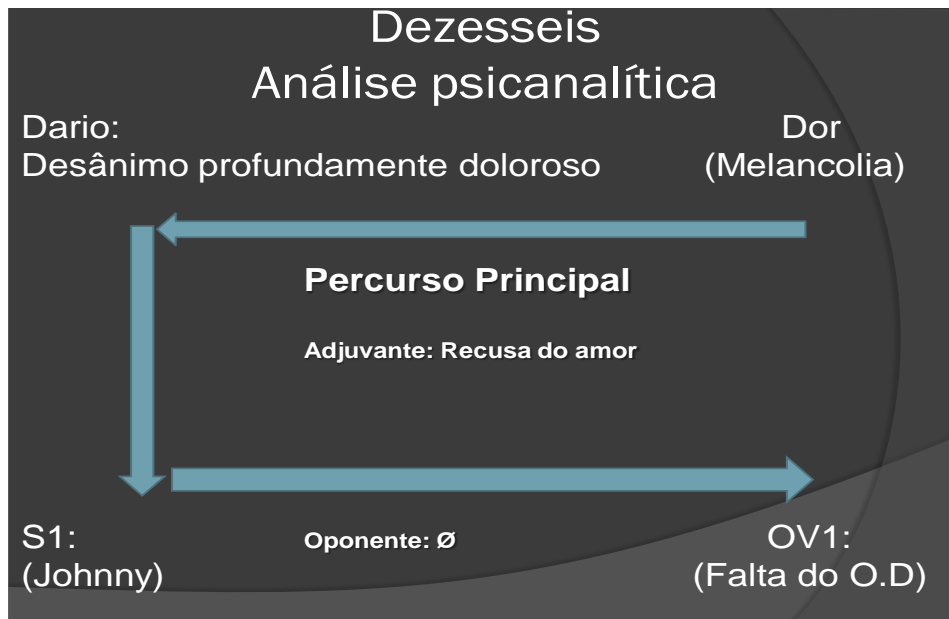 Dezesseis
Análise psicanalítica
Dario:
Desânimo profundamente doloroso
Dor
(Melancolia)
Percurso Principal
Adjuvante: Recusa do amor
S1:
(Johnny)
Oponente: Ø
OV1:
(Falta do O.D)